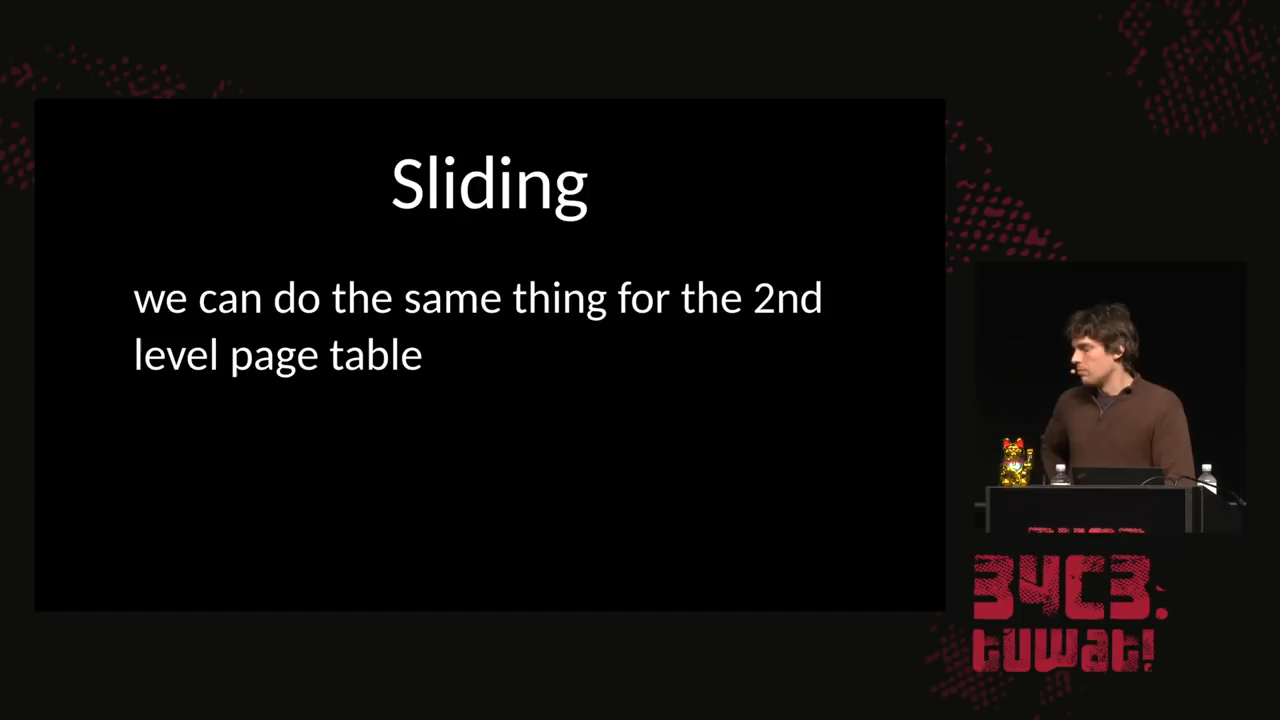 Sliding
we can do the same thing for the 2nd
level page table
34C3.
tuwat!